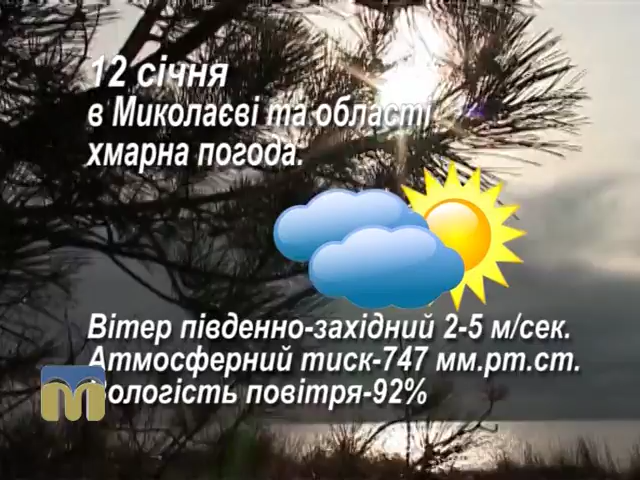 12 січня
в Миколаєві та області
хмарна погода.
Вітер південно-західний 2-5 м/сек.
Атмосферний тиск-747 мм.рт.ст.
вологість повітря-92%